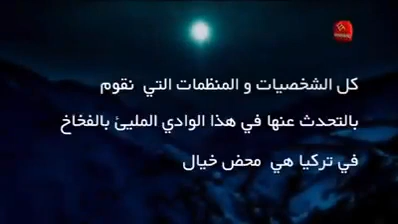 كل الشخصيات و المنظمات التي نقوم
بالتحدث عنها في هذا الوادي المليئ بالفخاخ
في تركيا هي محض خيال